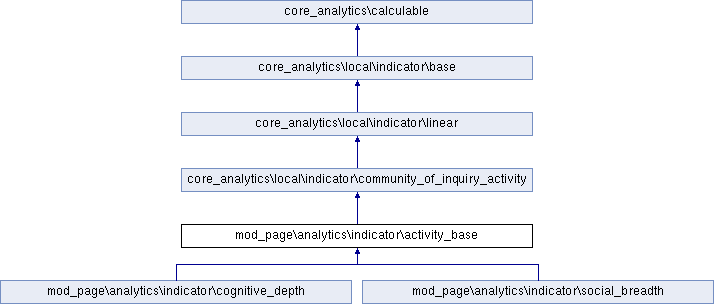 core_analytics\calculable
core_analytics\local\indicator\base
core_analytics\local\indicator\linear
core_analytics\local\indicator\community_of_inquiry_activity
mod_page\analytics\indicator\activity_base
mod_page\analytics\indicator\cognitive_depth
mod_page\analytics\indicator\social_breadth